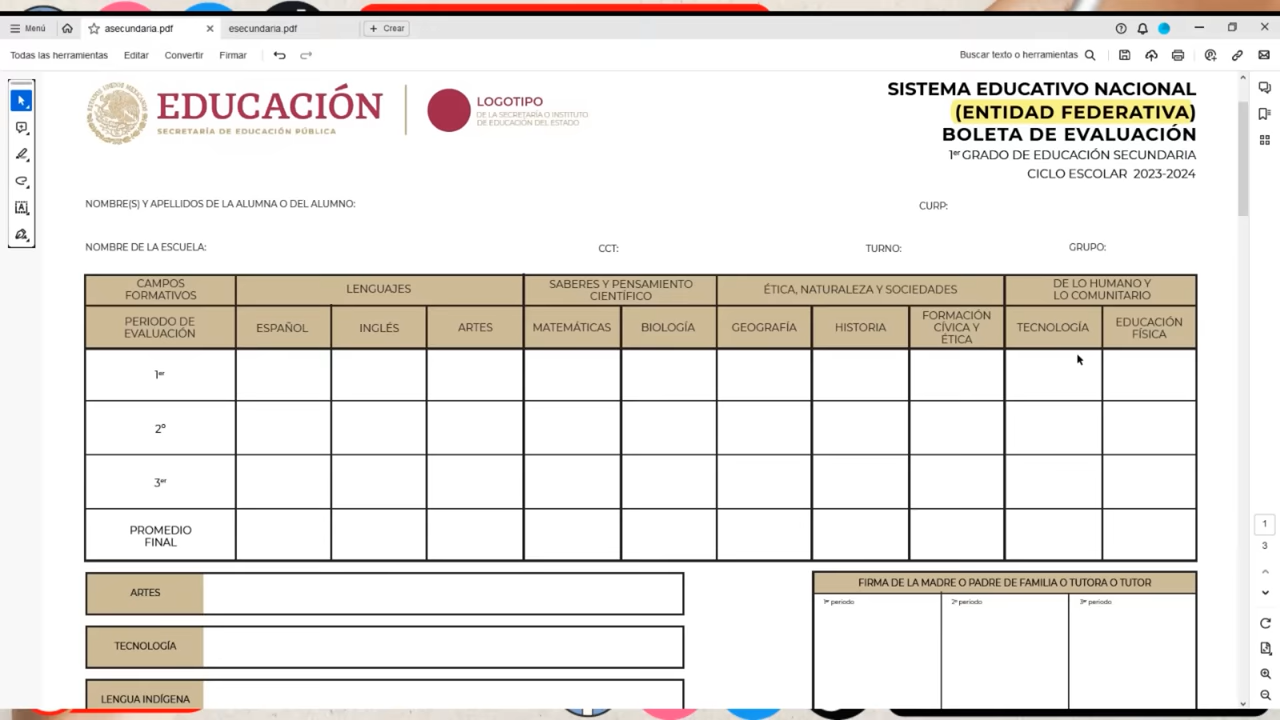 Menú
asecundaria.pdf
esecundaria.pdf
Crear
Todas las herramientas
Editar
Convertir
Firmar
Buscar texto o herramientas
EDUCACIÓN
SECRETARÍA DE EDUCACIÓN PÚBLICA
LOGOTIPO
DE LA SECRETARÍA O INSTITUTO
DE EDUCACIÓN DEL ESTADO
SISTEMA EDUCATIVO NACIONAL
(ENTIDAD FEDERATIVA)
BOLETA DE EVALUACIÓN
1er GRADO DE EDUCACIÓN SECUNDARIA
CICLO ESCOLAR 2023-2024
NOMBRE(S) Y APELLIDOS DE LA ALUMNA O DEL ALUMNO:
CURP:
NOMBRE DE LA ESCUELA:
CCT:
TURNO:
GRUPO:
CAMPOS
FORMATIVOS
LENGUAJES
SABERES Y PENSAMIENTO
CIENTÍFICO
ÉTICA, NATURALEZA Y SOCIEDADES
DE LO HUMANO Y
LO COMUNITARIO
PERIODO DE
EVALUACIÓN
ESPAÑOL
INGLÉS
ARTES
MATEMÁTICAS
BIOLOGÍA
GEOGRAFÍA
HISTORIA
FORMACIÓN
CÍVICA Y
ÉTICA
TECNOLOGÍA
EDUCACIÓN
FÍSICA
1er
2º
3er
PROMEDIO
FINAL
ARTES
TECNOLOGÍA
LENGUA INDÍGENA
FIRMA DE LA MADRE O PADRE DE FAMILIA O TUTORA O TUTOR
1er periodo
2º periodo
3er periodo
1
3